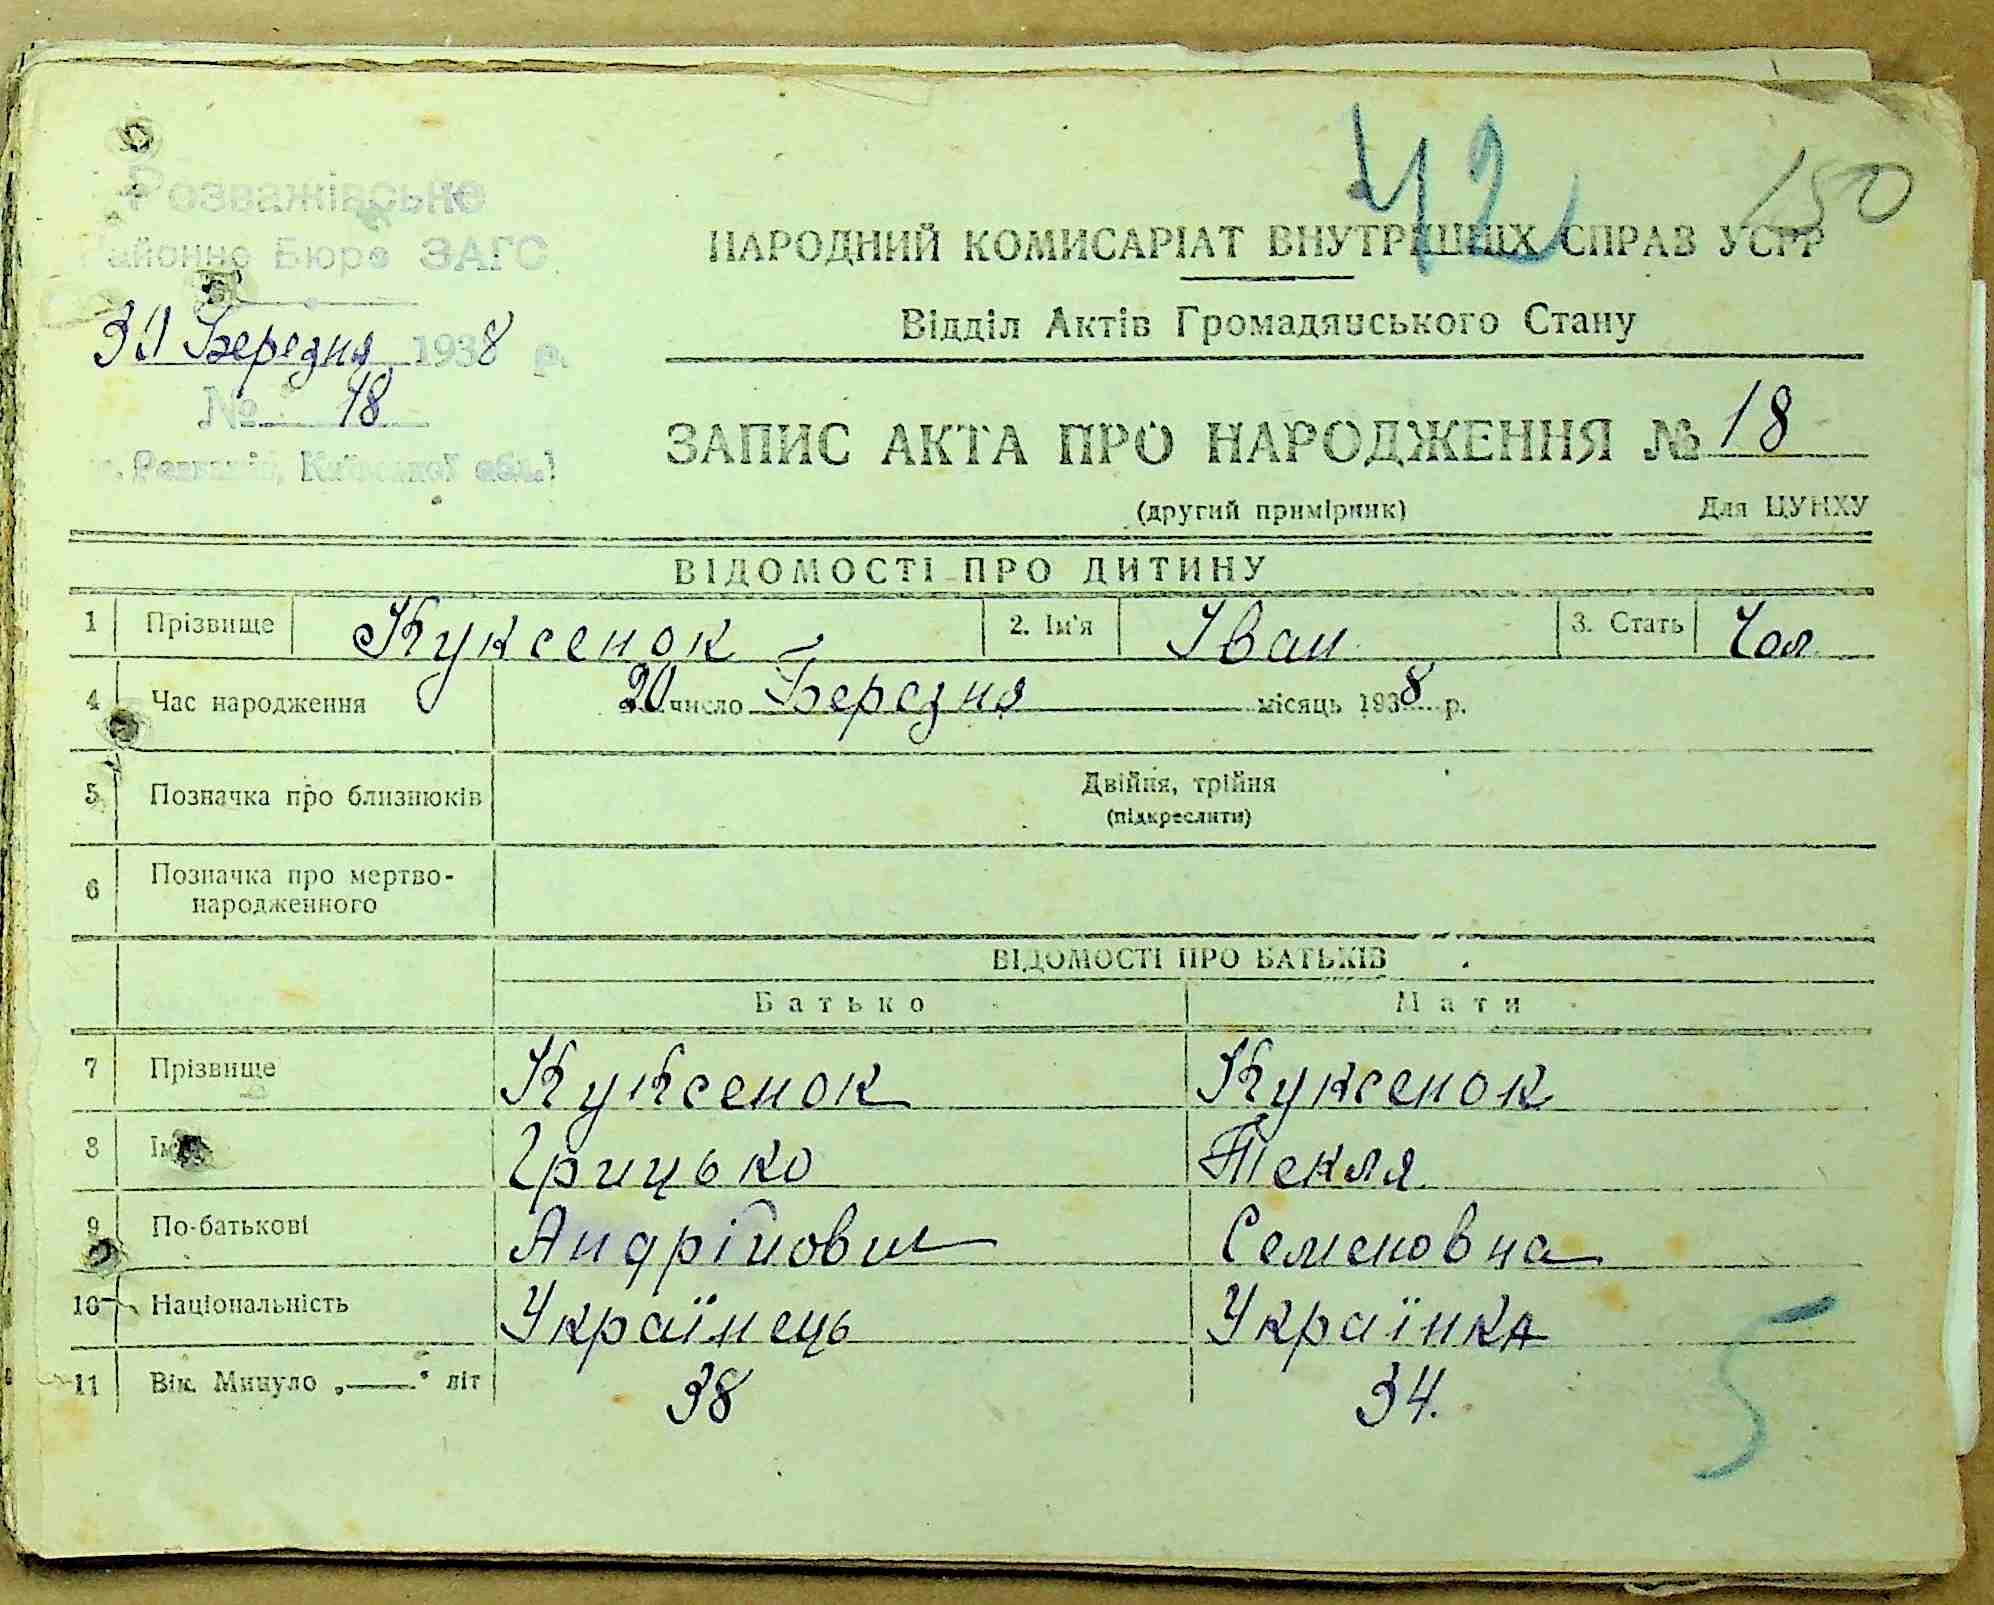 42 150
Розважівське
Районне Бюро ЗАГС
Березня 1938 р.
№ 18
Київської обл.
НАРОДНИЙ КОМИСАРІАТ ВНУТРІШНІХ СПРАВ УСРР
Відділ Актів Громадянського Стану
ЗАПИС АКТА ПРО НАРОДЖЕННЯ № 18
(другий примірник) Для ЦУНХУ
ВІДОМОСТІ ПРО ДИТИНУ
1 Прізвище Куксенок 2. Ім'я Іван 3. Стать Чол
4 Час народження 20 число Березня місяць 1938 р.
5 Позначка про близнюків Двійня, трійня
(підкреслити)
6 Позначка про мертво-
народженного
ВІДОМОСТІ ПРО БАТЬКІВ
Батько Мати
7 Прізвище Куксенок Куксенок
8 Ім'я Грицько Текля
9 По-батькові Андрійович Семеновна
10 Національність Українець Українка
11 Вік. Минуло „——“ літ 38 34.
5